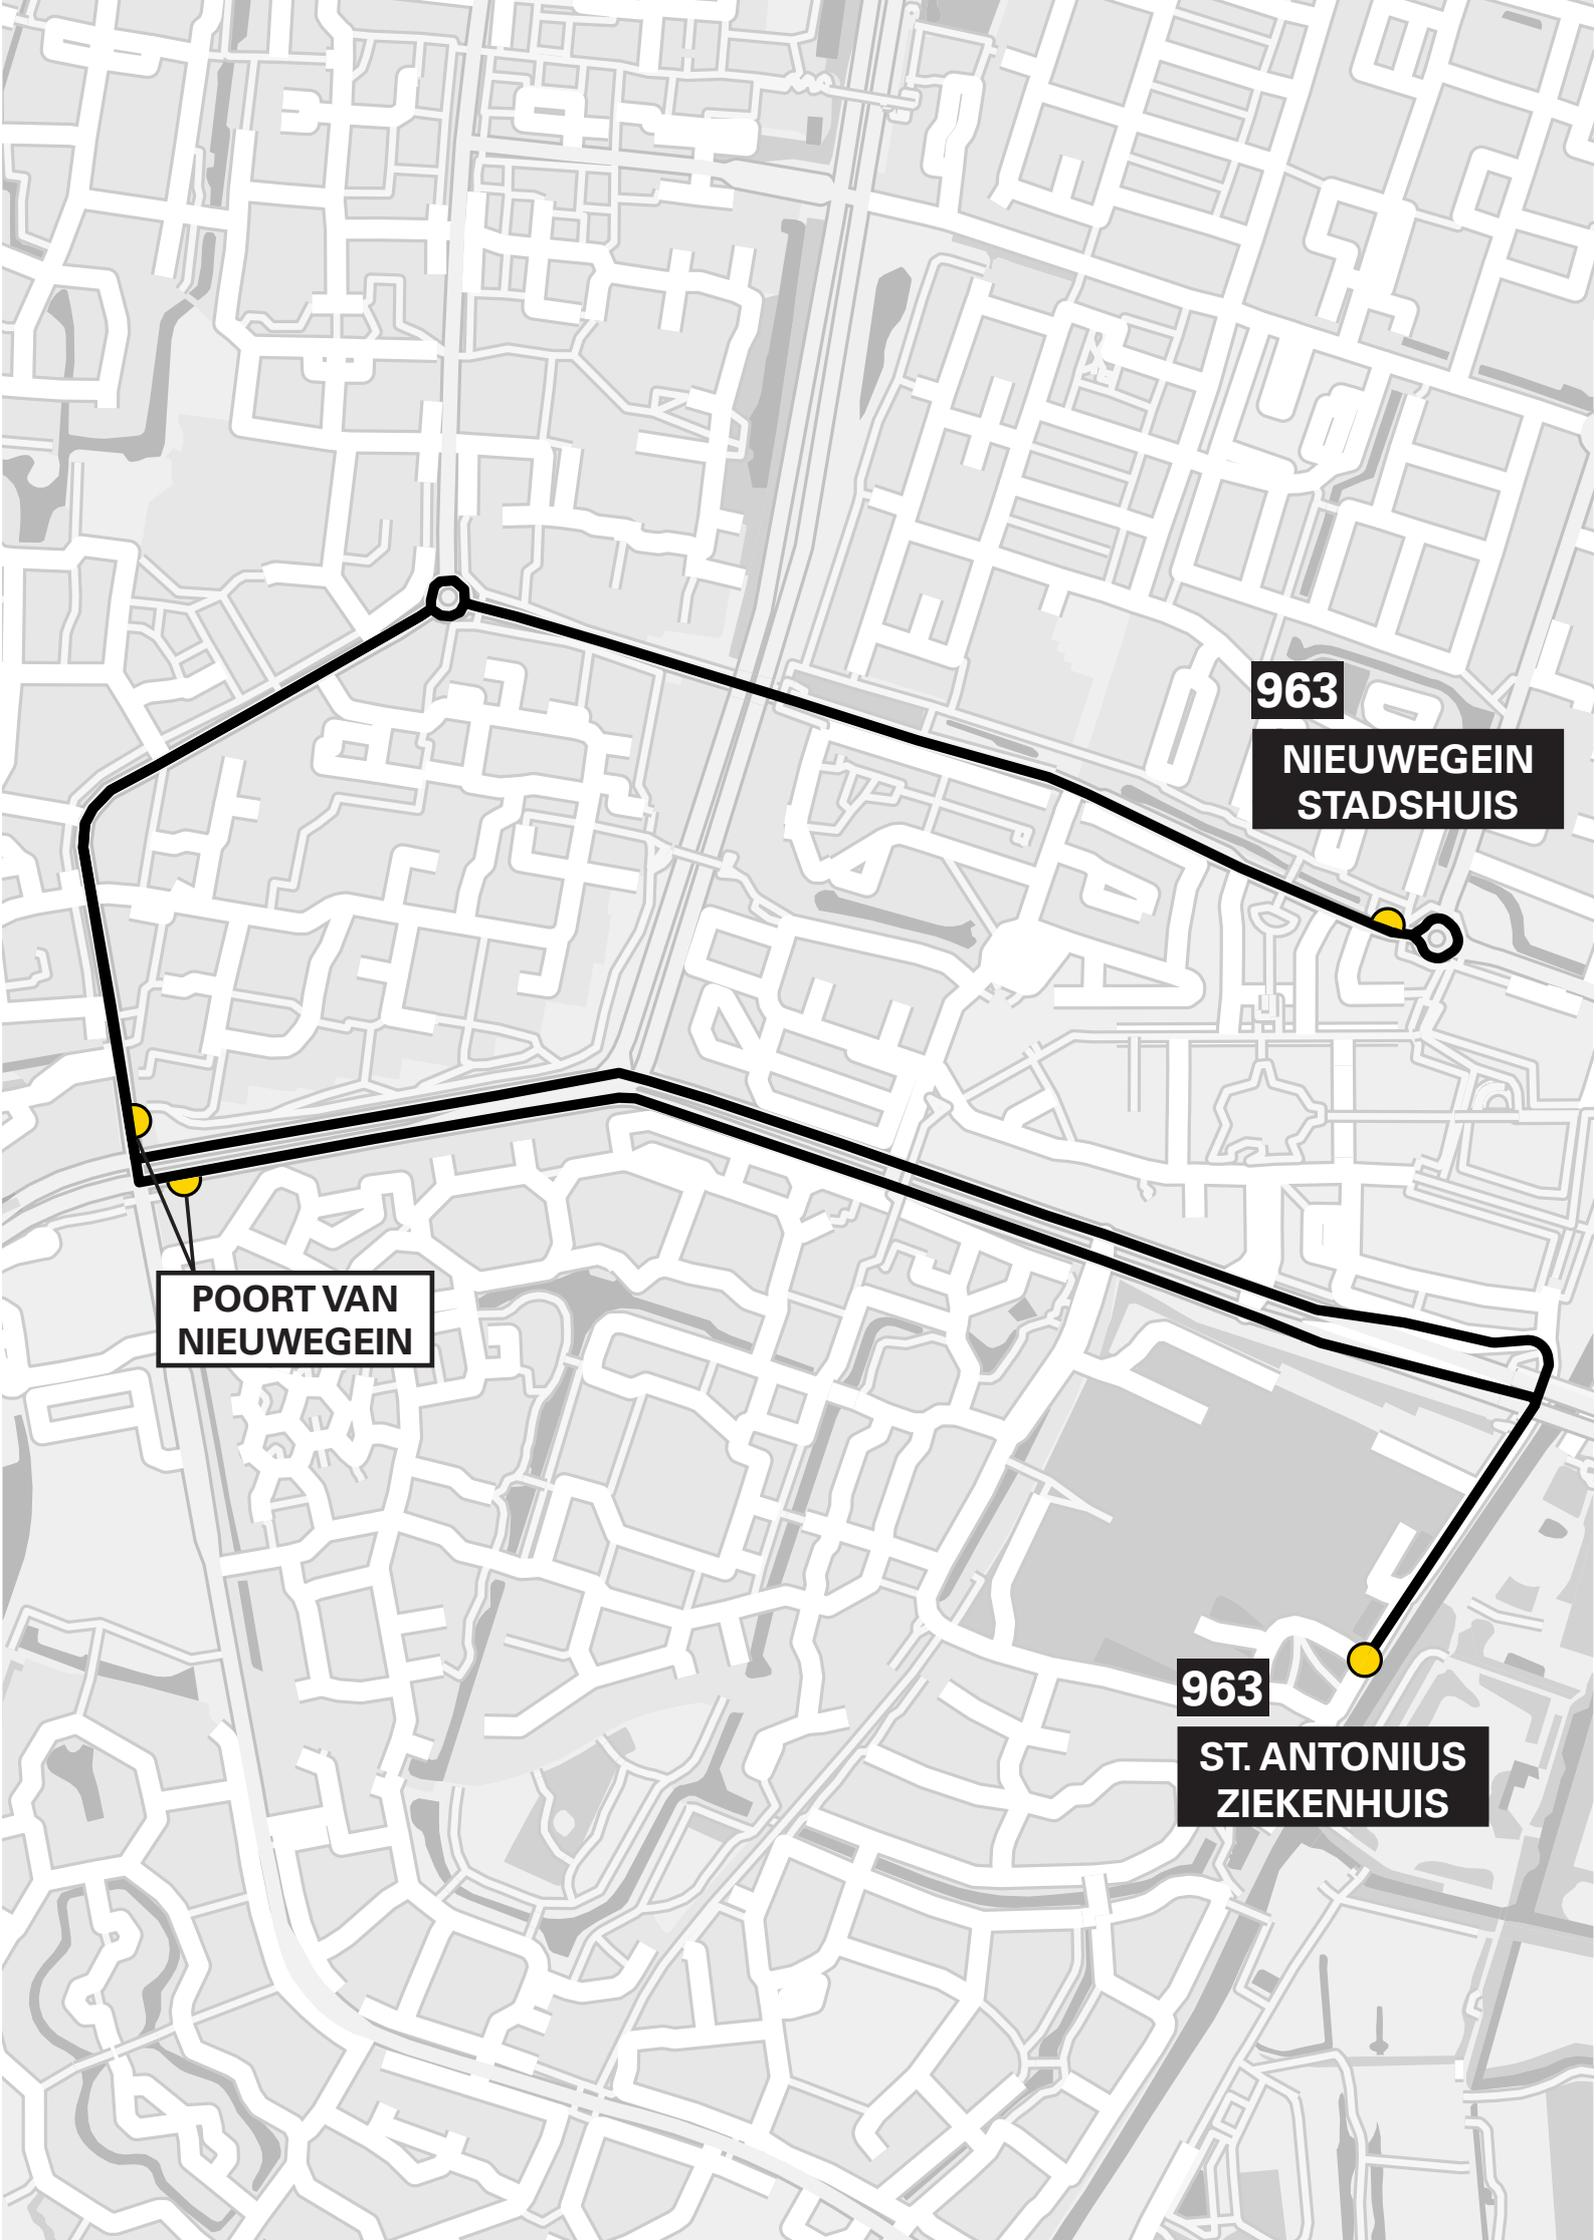 963
NIEUWEGEIN
STADSHUIS
POORT VAN
NIEUWEGEIN
963
ST. ANTONIUS
ZIEKENHUIS